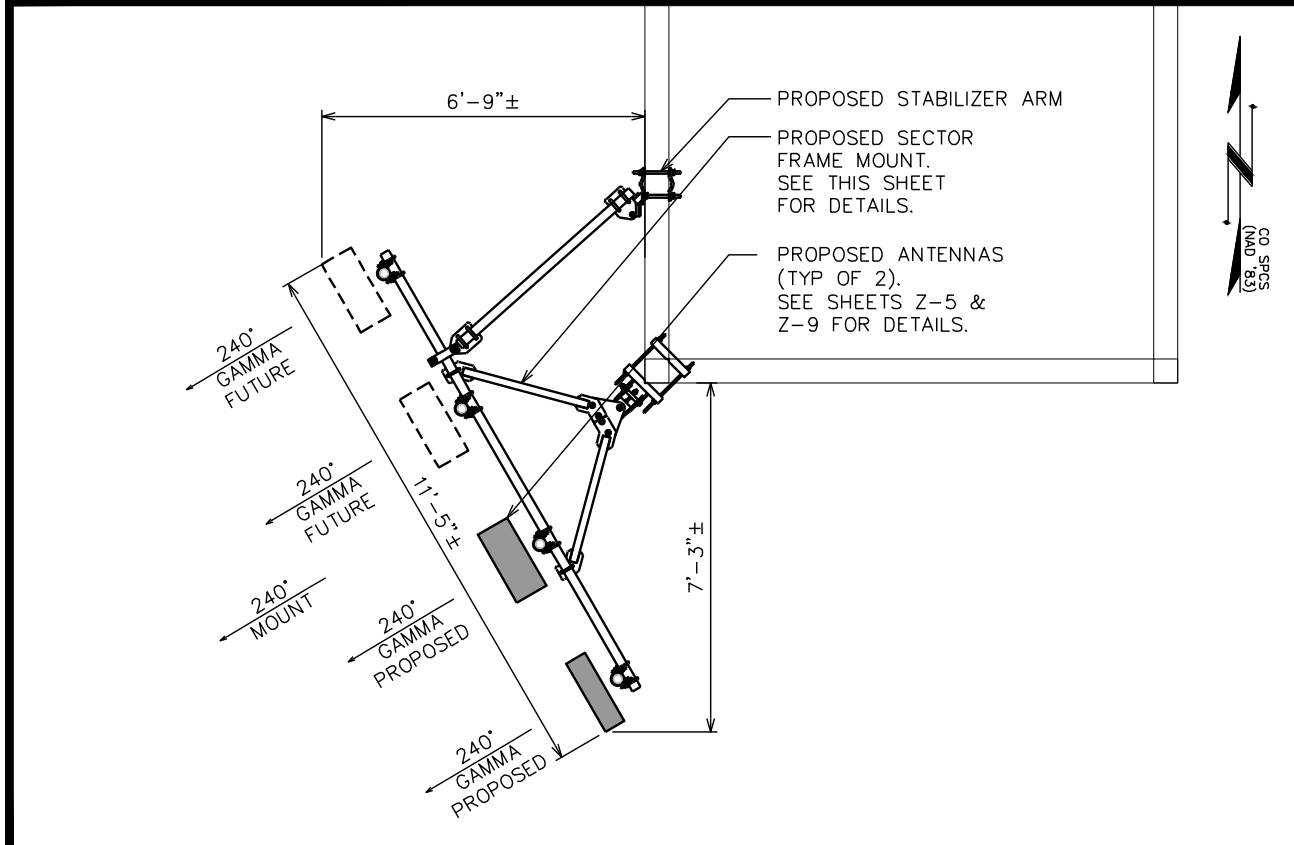 6'-9"±
PROPOSED STABILIZER ARM
PROPOSED SECTOR
FRAME MOUNT.
SEE THIS SHEET
FOR DETAILS.
PROPOSED ANTENNAS
(TYP OF 2).
SEE SHEETS Z-5 &
Z-9 FOR DETAILS.
CO SPCS
(NAD '83)
240°
GAMMA
FUTURE
240°
GAMMA
FUTURE
11'-5"±
7'-3"±
240°
MOUNT
240°
GAMMA
PROPOSED
240°
GAMMA
PROPOSED